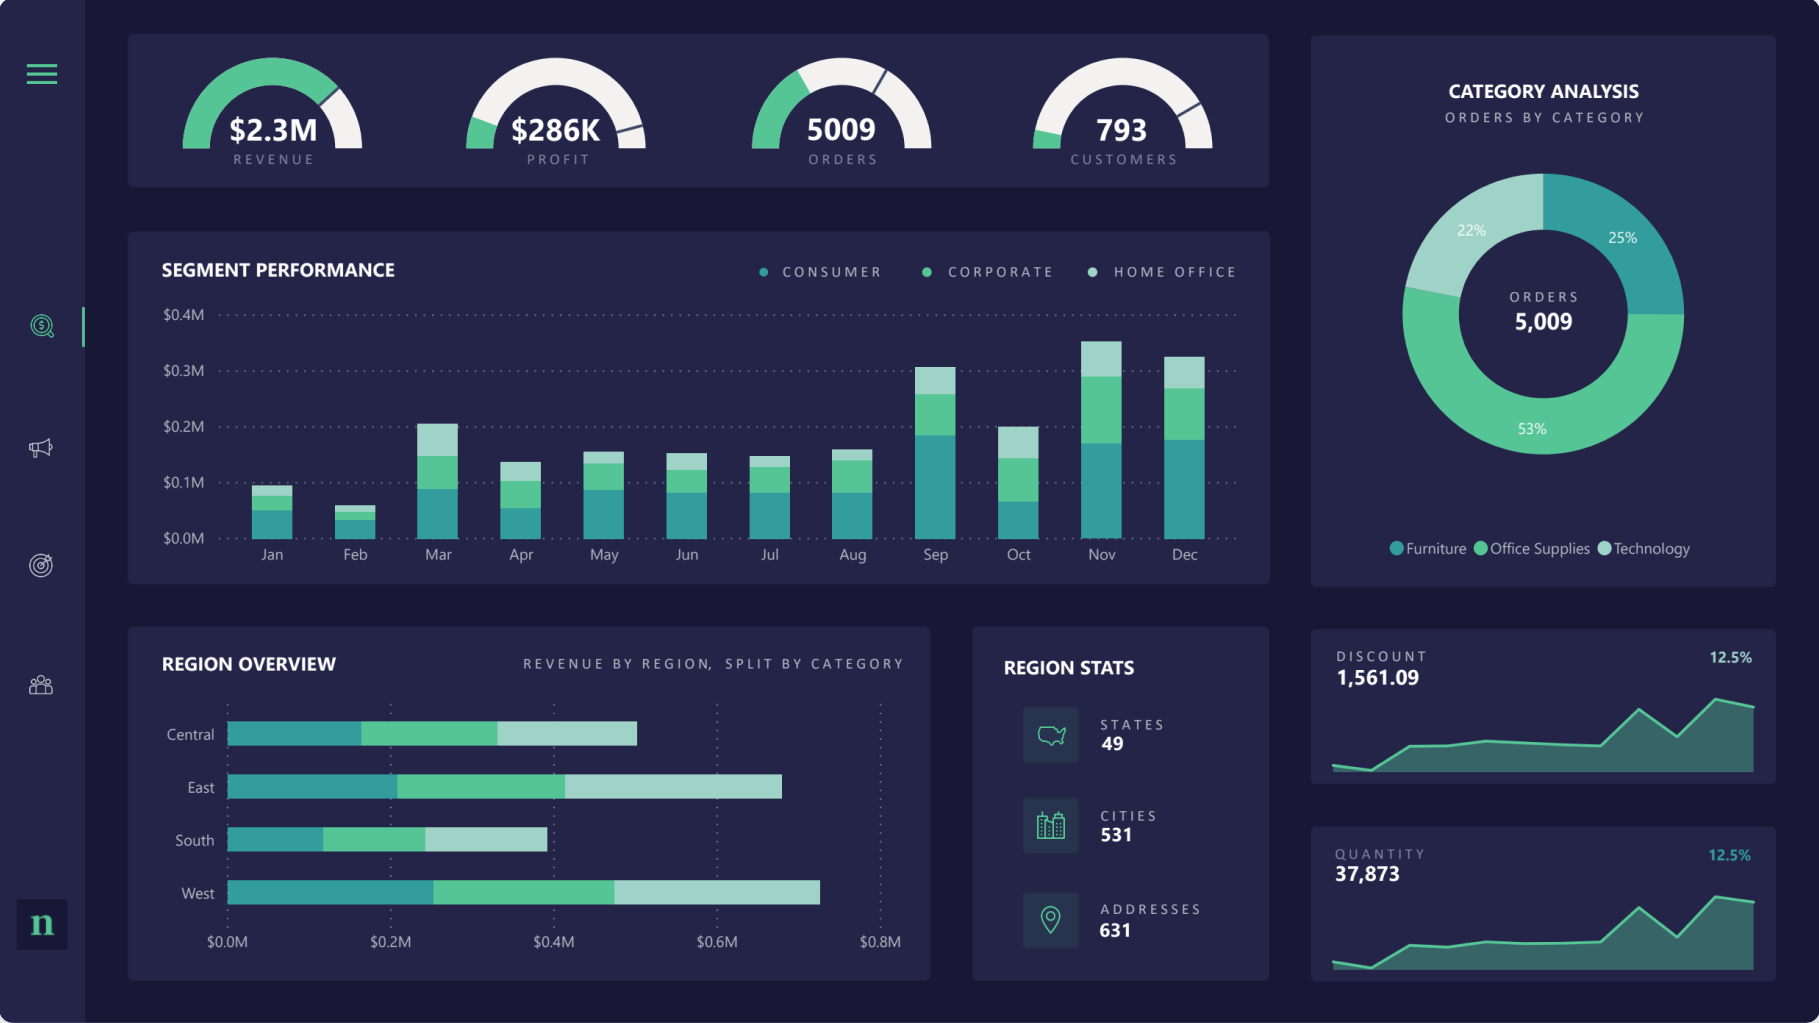 $2.3M
REVENUE
$286K
PROFIT
5009
ORDERS
793
CUSTOMERS
CATEGORY ANALYSIS
ORDERS BY CATEGORY
22%
25%
ORDERS
5,009
53%
Furniture Office Supplies Technology
SEGMENT PERFORMANCE
CONSUMER CORPORATE HOME OFFICE
$0.4M
$0.3M
$0.2M
$0.1M
$0.0M
Jan Feb Mar Apr May Jun Jul Aug Sep Oct Nov Dec
REGION OVERVIEW
REVENUE BY REGION, SPLIT BY CATEGORY
Central
East
South
West
$0.0M $0.2M $0.4M $0.6M $0.8M
REGION STATS
STATES
49
CITIES
531
ADDRESSES
631
DISCOUNT
1,561.09
12.5%
QUANTITY
37,873
12.5%
n